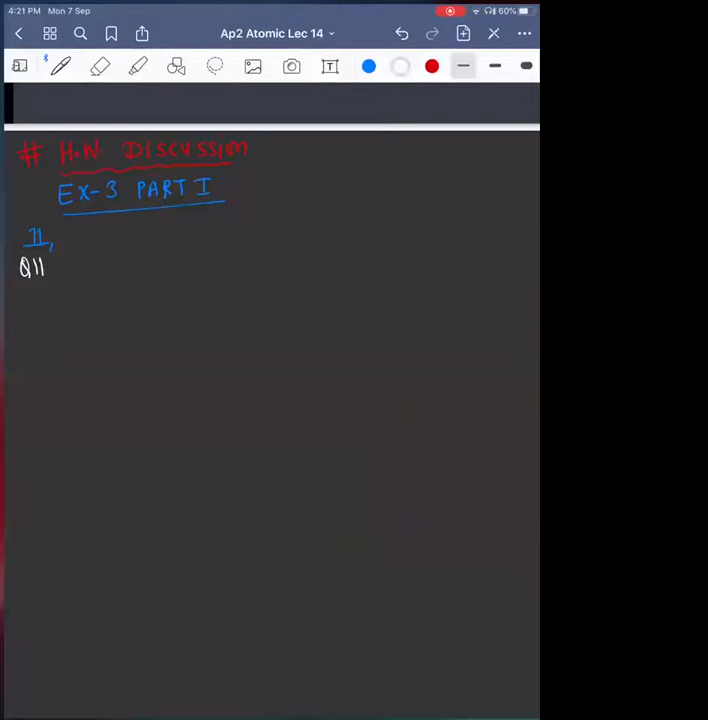 4:21 PM Mon 7 Sep 60%
Ap2 Atomic Lec 14
T
# H.W. DISCUSSION
EX-3 PART I
11,
Q11